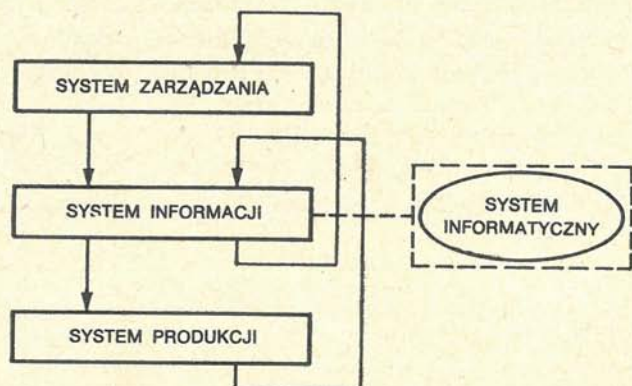 SYSTEM ZARZĄDZANIA
SYSTEM INFORMACJI
SYSTEM
INFORMATYCZNY
SYSTEM PRODUKCJI